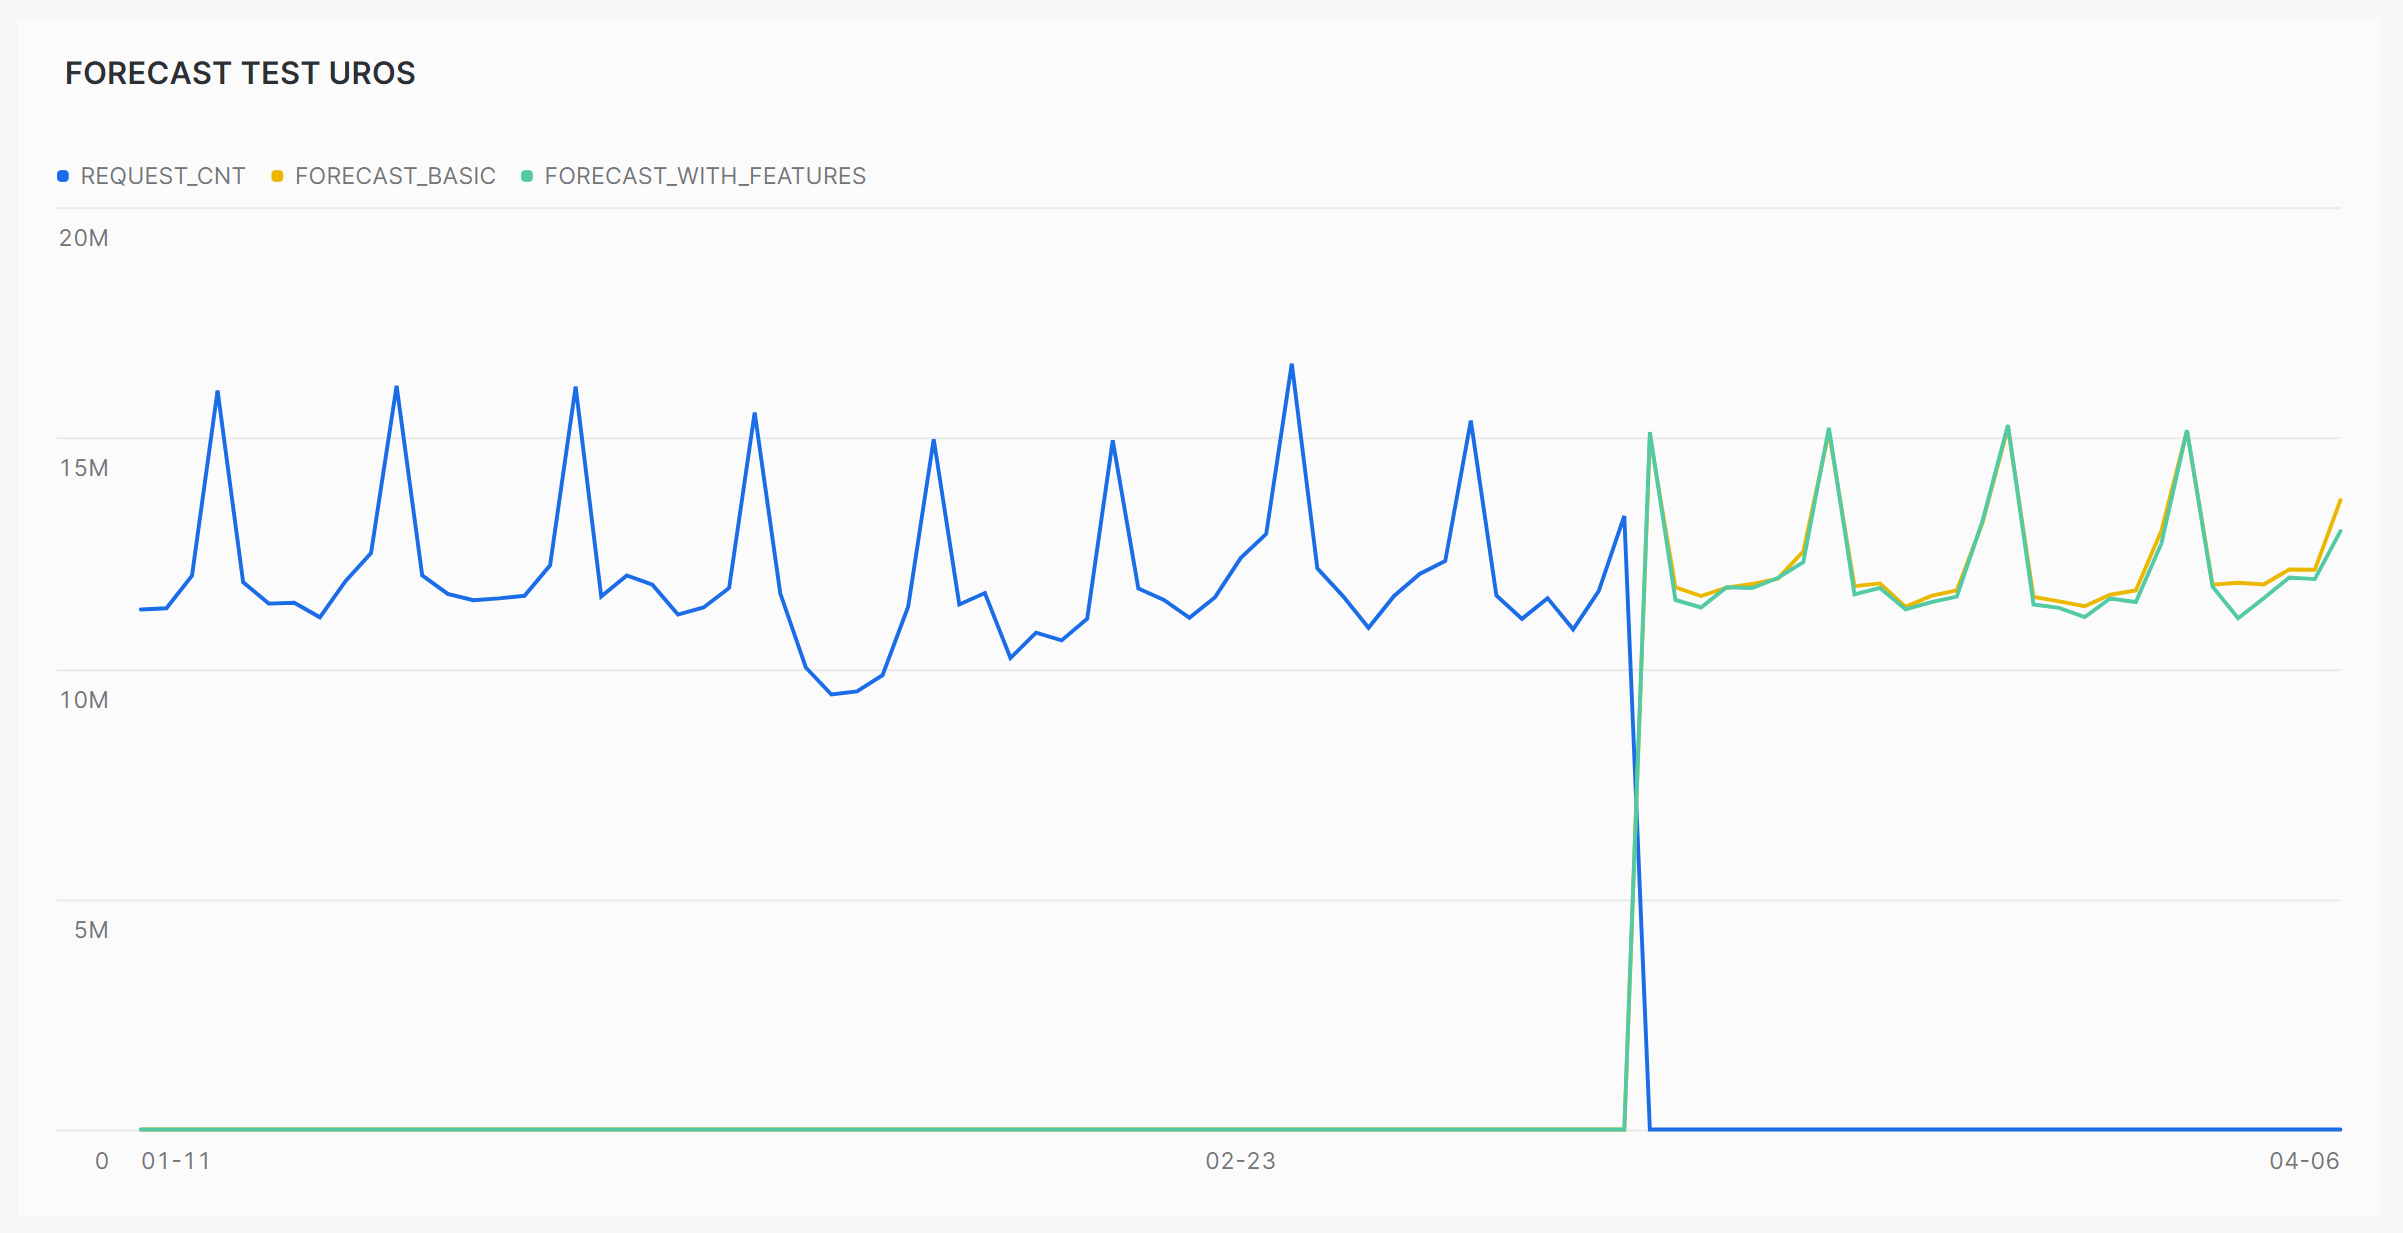 FORECAST TEST UROS
REQUEST_CNT FORECAST_BASIC FORECAST_WITH_FEATURES
20M
15M
10M
5M
0 01-11 02-23 04-06